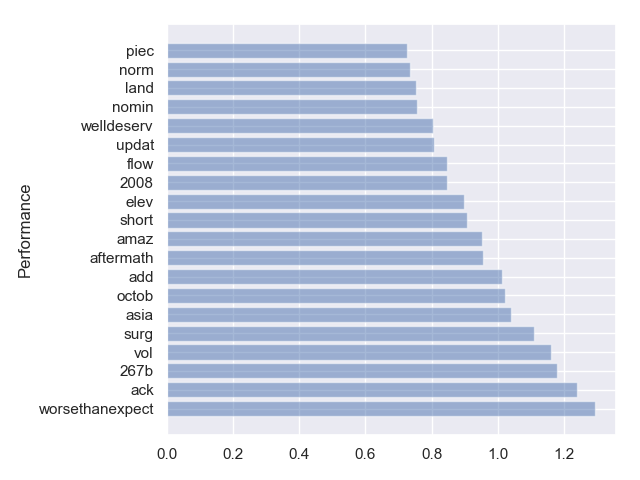 piec
norm
land
nomin
welldeserv
updat
flow
2008
elev
short
amaz
aftermath
add
octob
asia
surg
vol
267b
ack
worsethanexpect
Performance
0.0 0.2 0.4 0.6 0.8 1.0 1.2